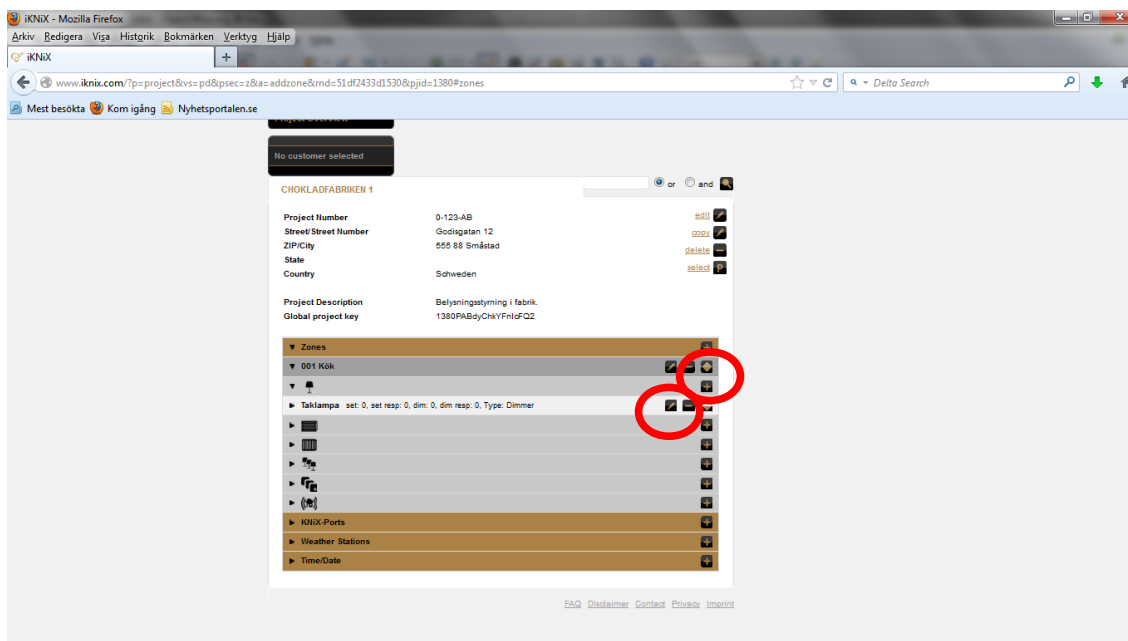 iKNiX - Mozilla Firefox
Arkiv Redigera Visa Historik Bokmärken Verktyg Hjälp
iKNiX
www.iknix.com/?p=project&vs=pd&psec=z&a=addzone&rnd=51df2433d1530&pjid=1380#zones
Delta Search
Mest besökta Kom igång Nyhetsportalen.se
Project Overview
No customer selected
CHOKLADFABRIKEN 1 or and
Project Number 0-123-AB edit
Street/Street Number Godisgatan 12 copy
ZIP/City 555 88 Småstad delete
State
Country Schweden select P
Project Description Belysningsstyrning i fabrik.
Global project key 1380PABdyChkYFnIoFQ2
Zones
001 Kök
Taklampa set: 0, set resp: 0, dim: 0, dim resp: 0, Type: Dimmer
KNiX-Ports
Weather Stations
Time/Date
FAQ Disclaimer Contact Privacy Imprint